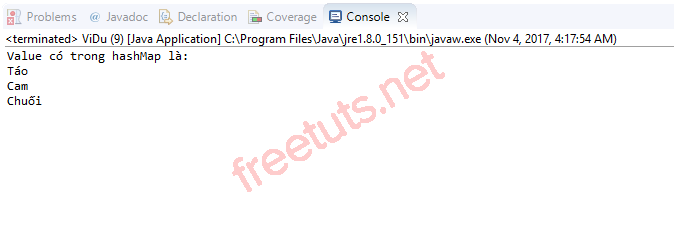 Problems @ Javadoc Declaration Coverage Console
<terminated> ViDu (9) [Java Application] C:\Program Files\Java\jre1.8.0_151\bin\javaw.exe (Nov 4, 2017, 4:17:54 AM)
Value có trong hashMap là:
Táo
Cam
Chuối
freetuts.net